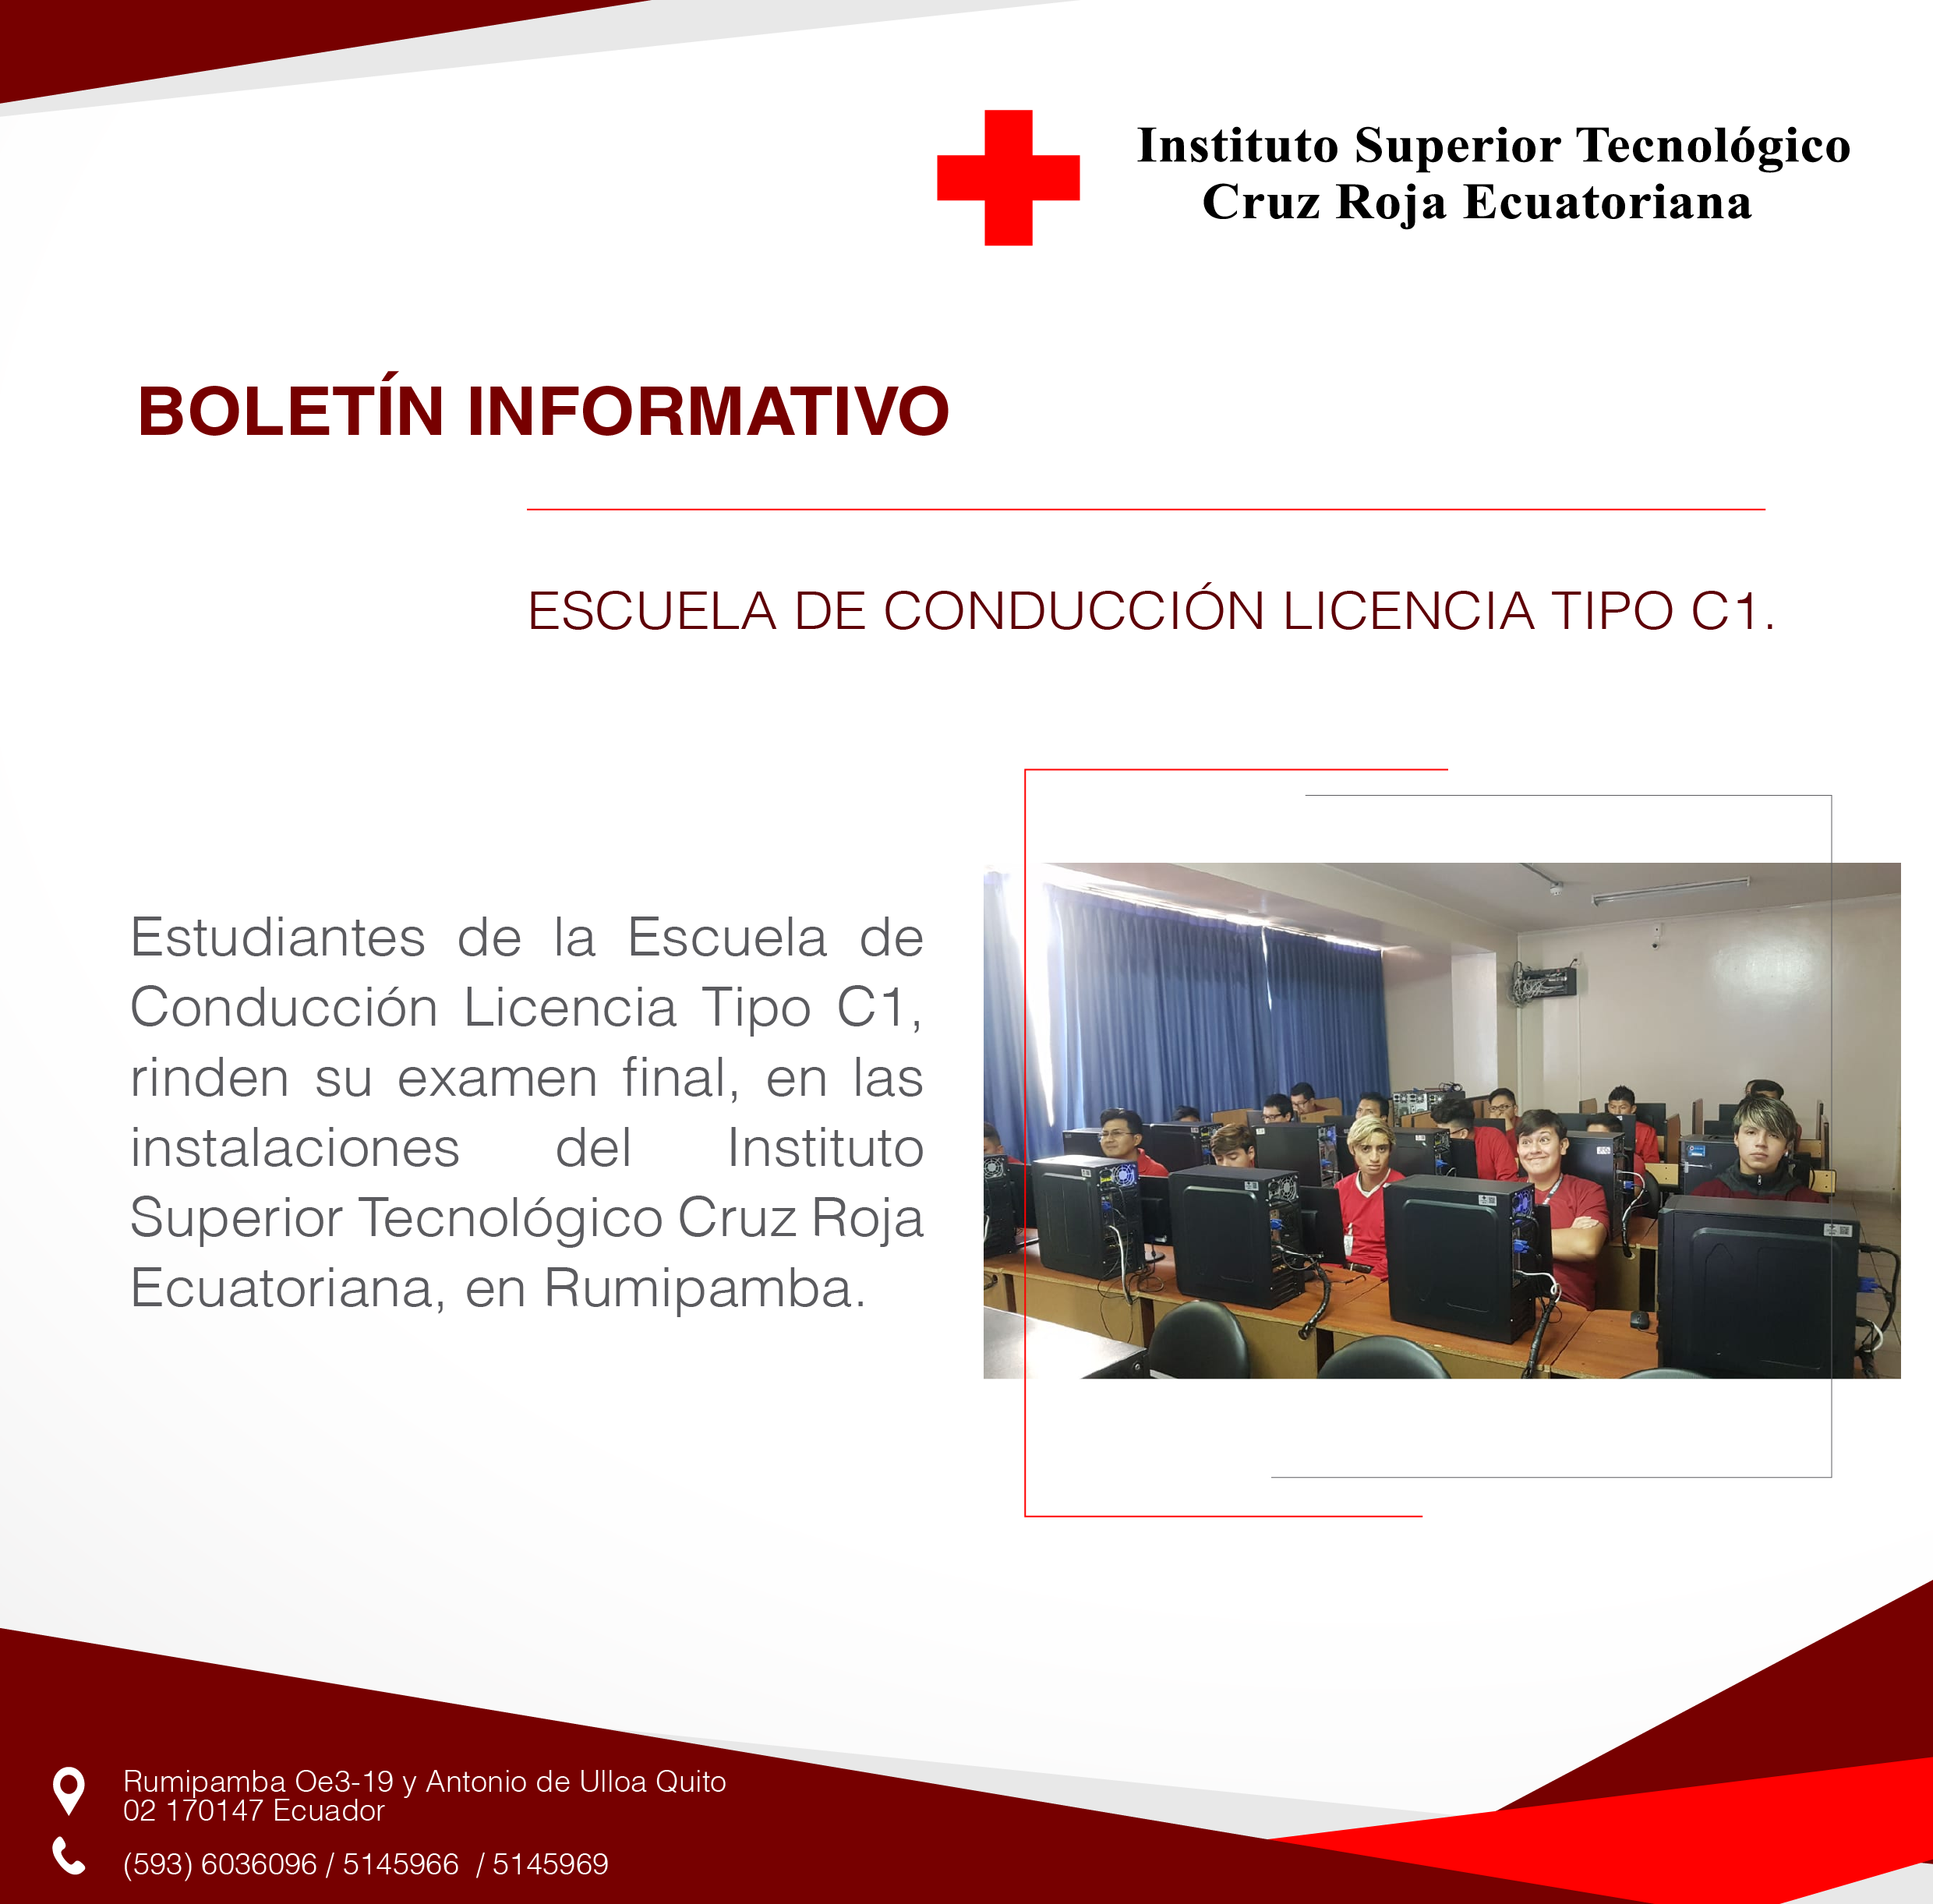 Instituto Superior Tecnológico
Cruz Roja Ecuatoriana
BOLETÍN INFORMATIVO
ESCUELA DE CONDUCCIÓN LICENCIA TIPO C1.
Estudiantes de la Escuela de
Conducción Licencia Tipo C1,
rinden su examen final, en las
instalaciones del Instituto
Superior Tecnológico Cruz Roja
Ecuatoriana, en Rumipamba.
Rumipamba Oe3-19 y Antonio de Ulloa Quito
02 170147 Ecuador
(593) 6036096 / 5145966 / 5145969